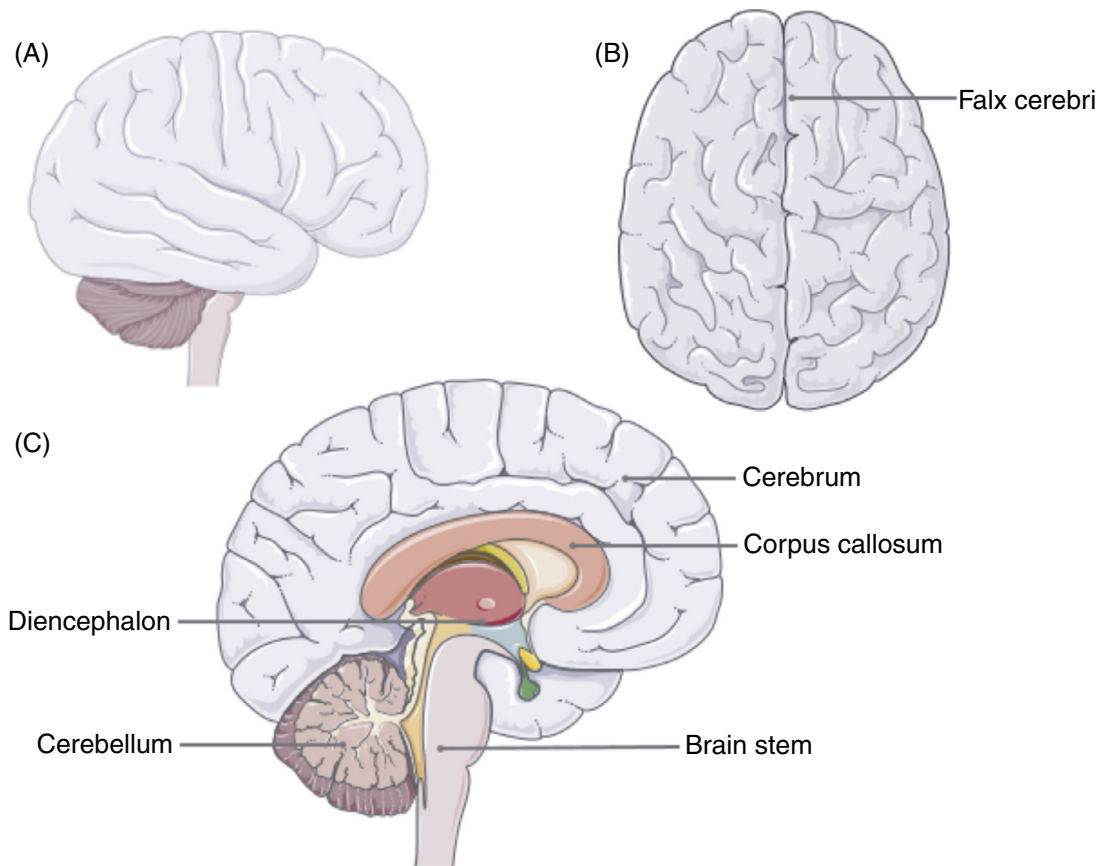 (A)
(B)
Falx cerebri
(C)
Cerebrum
Corpus callosum
Diencephalon
Cerebellum
Brain stem